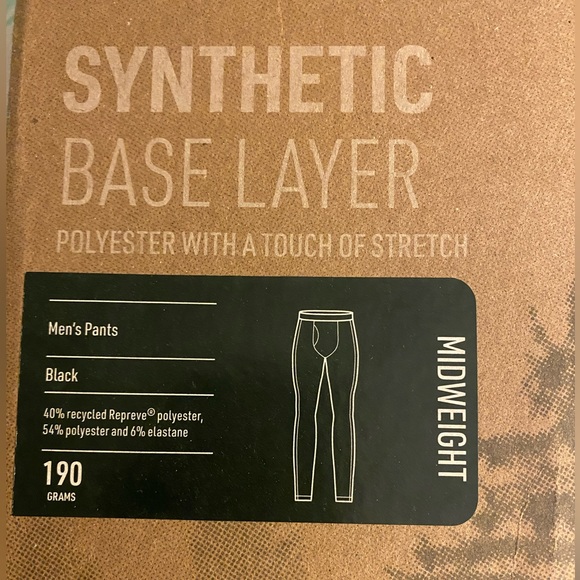 SYNTHETIC
BASE LAYER
POLYESTER WITH A TOUCH OF STRETCH
Men's Pants
Black
40% recycled Repreve® polyester,
54% polyester and 6% elastane
190
GRAMS
MIDWEIGHT